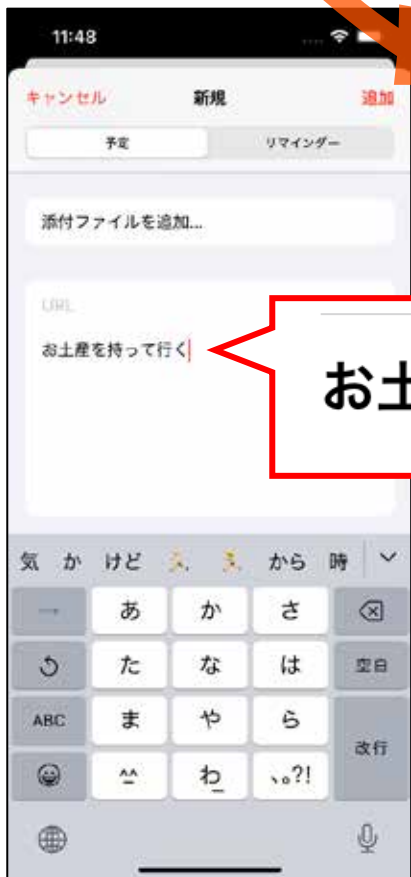 11:48
キャンセル 新規 追加
予定 リマインダー
添付ファイルを追加...
URL
お土産を持って行く
お土
気 か けど から 時
→ あ か さ
た な は 空白
ABC ま や ら
改行
^^ わ_ 、。?!